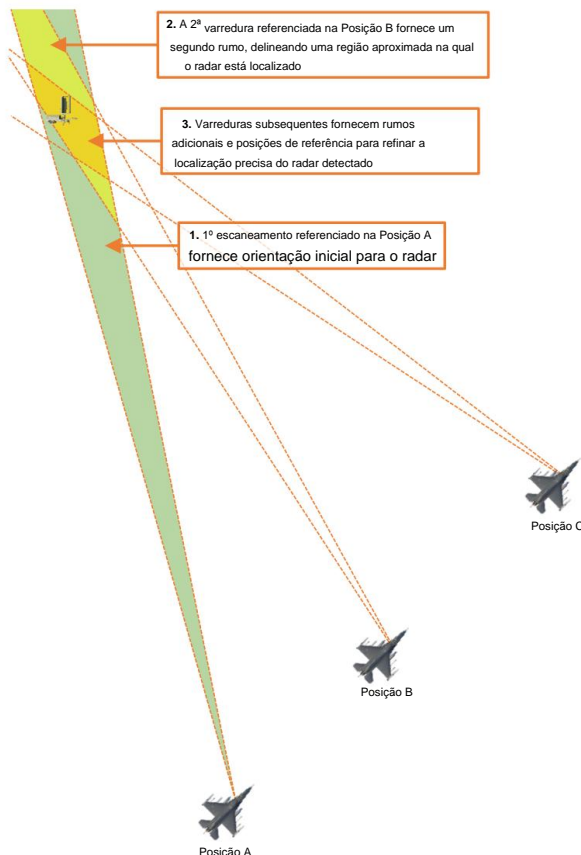 2. A 2ª varredura referenciada na Posição B fornece um
segundo rumo, delineando uma região aproximada na qual
o radar está localizado
3. Varreduras subsequentes fornecem rumos
adicionais e posições de referência para refinar a
localização precisa do radar detectado
1. 1º escaneamento referenciado na Posição A
fornece orientação inicial para o radar
Posição C
Posição B
Posição A